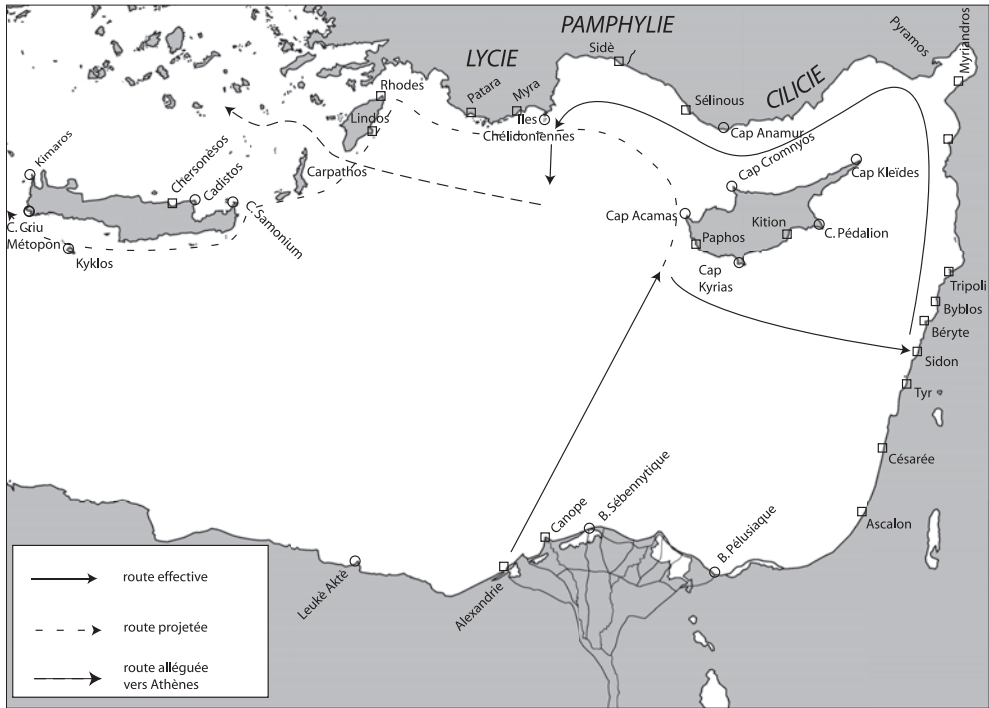 PAMPHYLIE
Pyramos
Myriandros
LYCIE
Sidè
CILICIE
Rhodes
Patara
Myra
Sélinous
Îles
Chélidoniennes
Cap Anamur
Lindos
Kimaros
Chersonèsos
Cadistos
Carpathos
Cap Cromnyos
Cap Kleïdes
C. Samonium
Cap Acamas
Kition
C. Pédalion
C. Griu
Métopon
Kyklos
Paphos
Cap
Kyrias
Tripoli
Byblos
Béryte
Sidon
Tyr
Césarée
Ascalon
Canope
B. Sébennytique
B. Pélusiaque
Leukè Aktè
Alexandrie
route effective
route projetée
route alléguée
vers Athènes